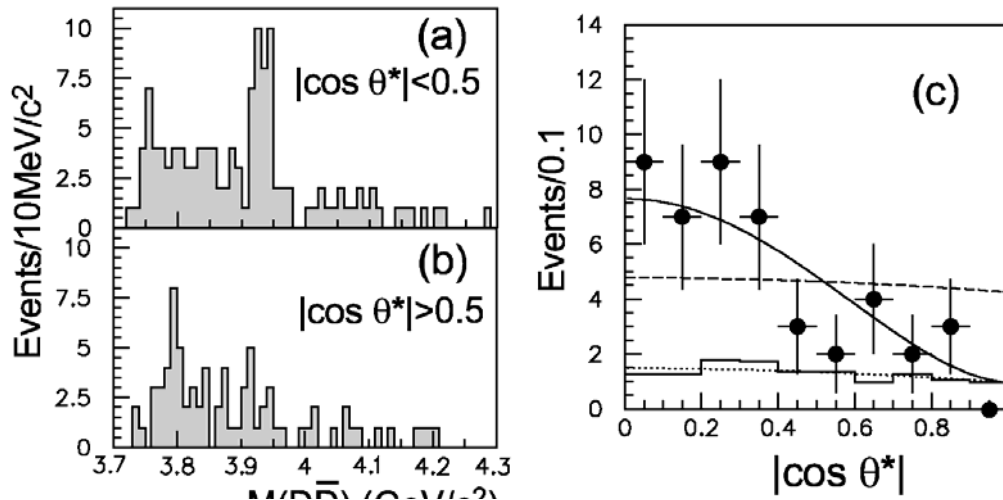 (a)
|cos θ*|<0.5
10
7.5
5
2.5
0
Events/10MeV/c²
(b)
|cos θ*|>0.5
10
7.5
5
2.5
0
3.7 3.8 3.9 4 4.1 4.2 4.3
M(DD̅) (GeV/c²)
(c)
Events/0.1
14
12
10
8
6
4
2
0
0 0.2 0.4 0.6 0.8
|cos θ*|